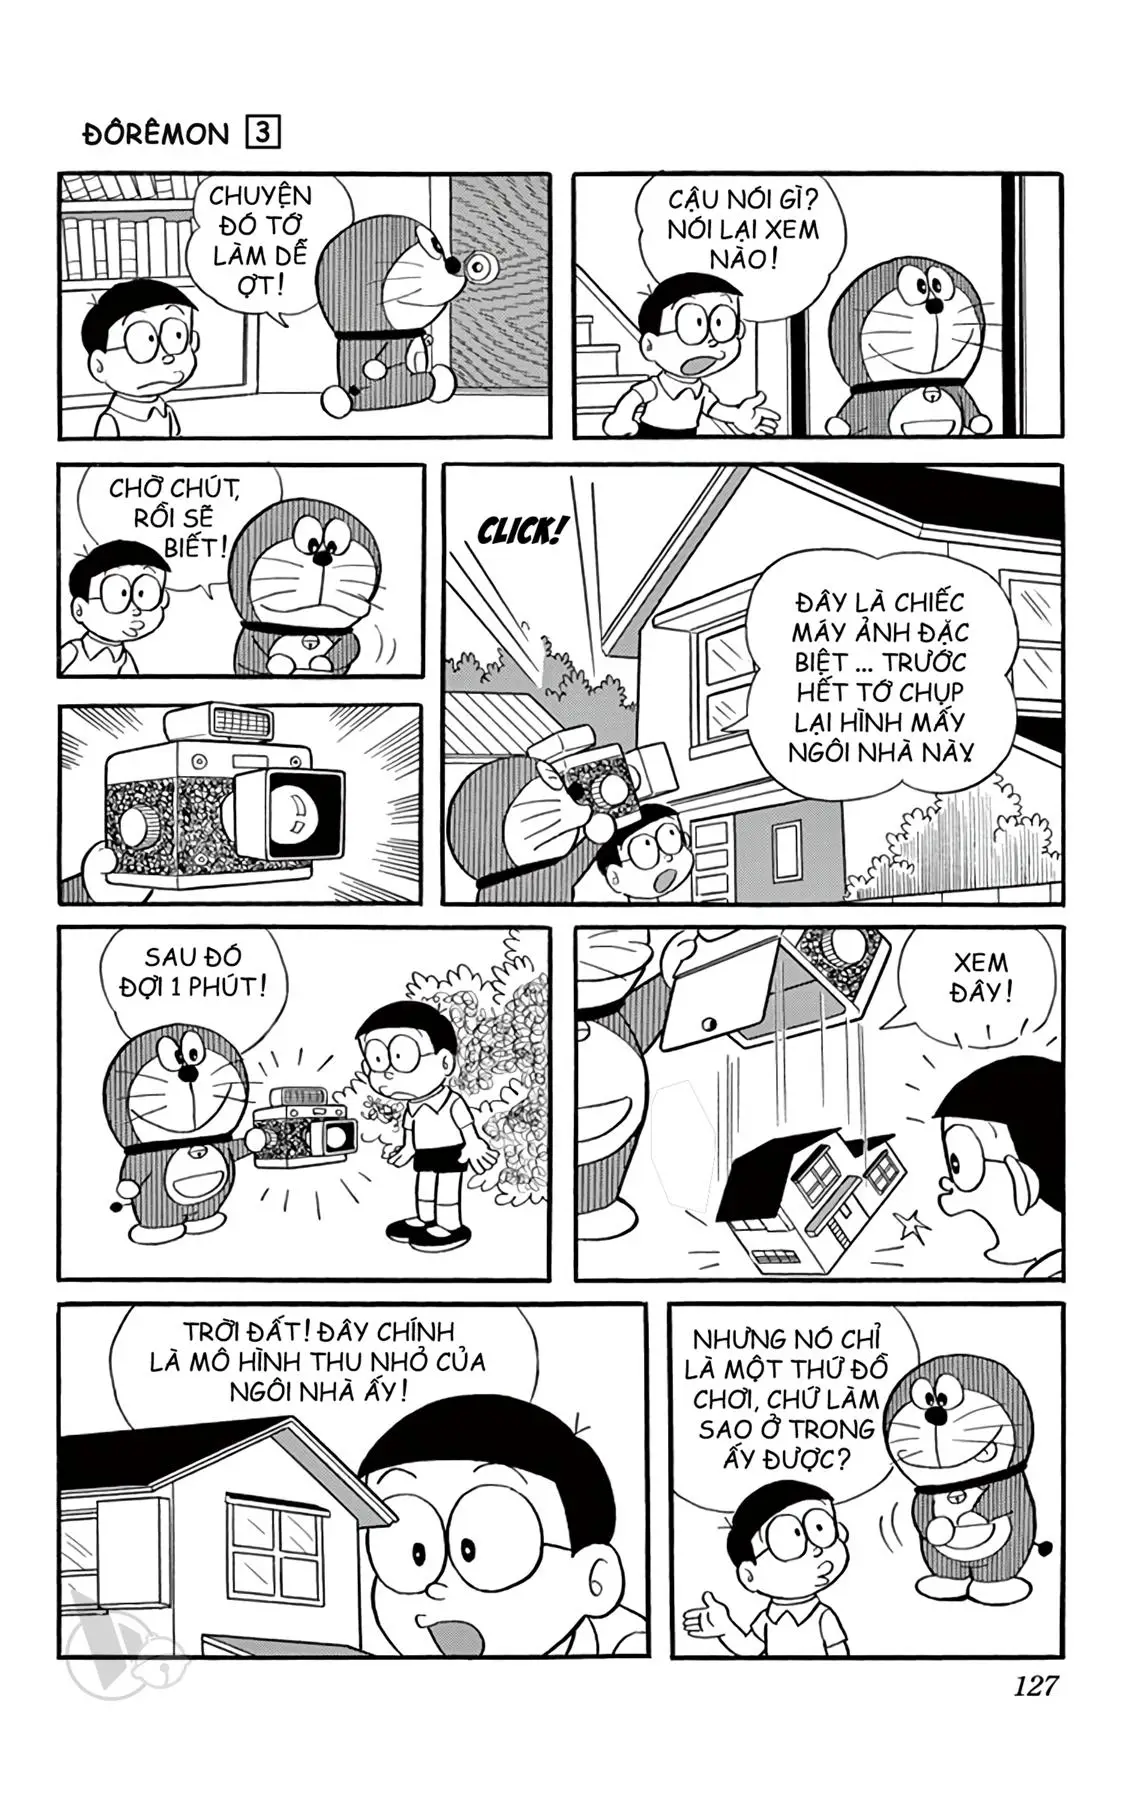 ĐÔRÊMON 3
CHUYỆN
ĐÓ TỚ
LÀM DỄ
ỢT!
CẬU NÓI GÌ?
NÓI LẠI XEM
NÀO!
CHỜ CHÚT,
RỒI SẼ
BIẾT!
CLICK!
ĐÂY LÀ CHIẾC
MÁY ẢNH ĐẶC
BIỆT ... TRƯỚC
HẾT TỚ CHỤP
LẠI HÌNH MẤY
NGÔI NHÀ NÀY.
SAU ĐÓ
ĐỢI 1 PHÚT!
XEM
ĐÂY!
TRỜI ĐẤT! ĐÂY CHÍNH
LÀ MÔ HÌNH THU NHỎ CỦA
NGÔI NHÀ ẤY!
NHƯNG NÓ CHỈ
LÀ MỘT THỨ ĐỒ
CHƠI, CHỨ LÀM
SAO Ở TRONG
ẤY ĐƯỢC?
127